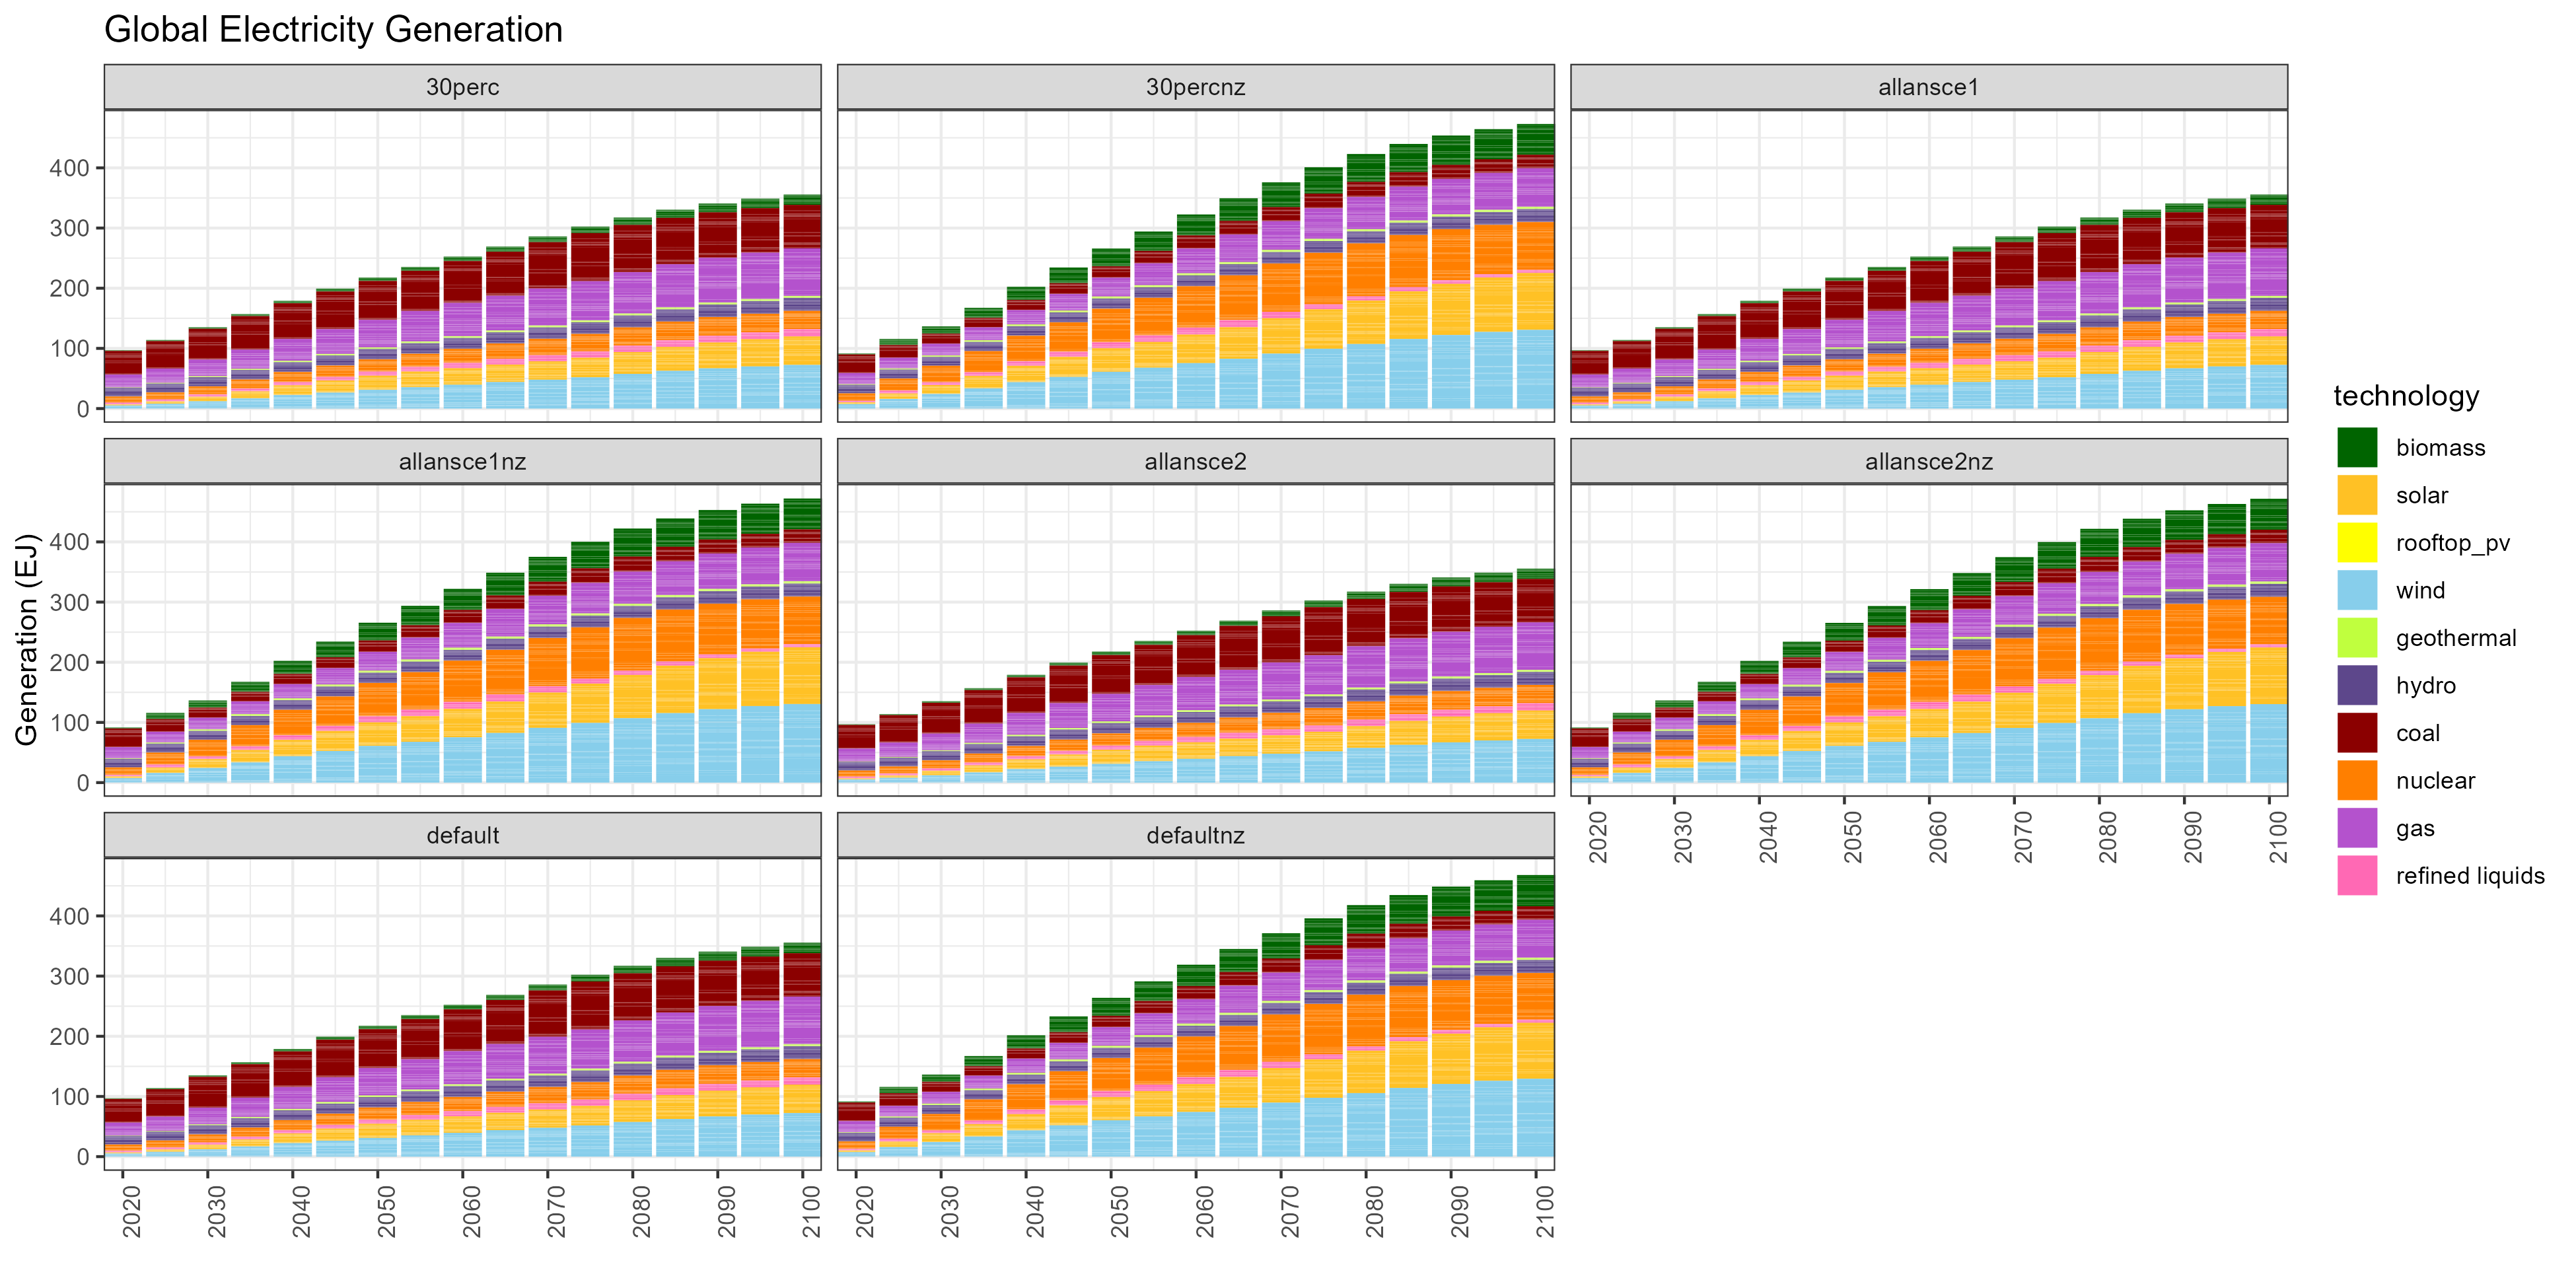 Global Electricity Generation
30perc
30percnz
allansce1
400
300
200
100
0
allansce1nz
allansce2
allansce2nz
Generation (EJ)
400
300
200
100
0
2020 2030 2040 2050 2060 2070 2080 2090 2100
default
defaultnz
400
300
200
100
0
2020 2030 2040 2050 2060 2070 2080 2090 2100
2020 2030 2040 2050 2060 2070 2080 2090 2100
technology
biomass
solar
rooftop_pv
wind
geothermal
hydro
coal
nuclear
gas
refined liquids